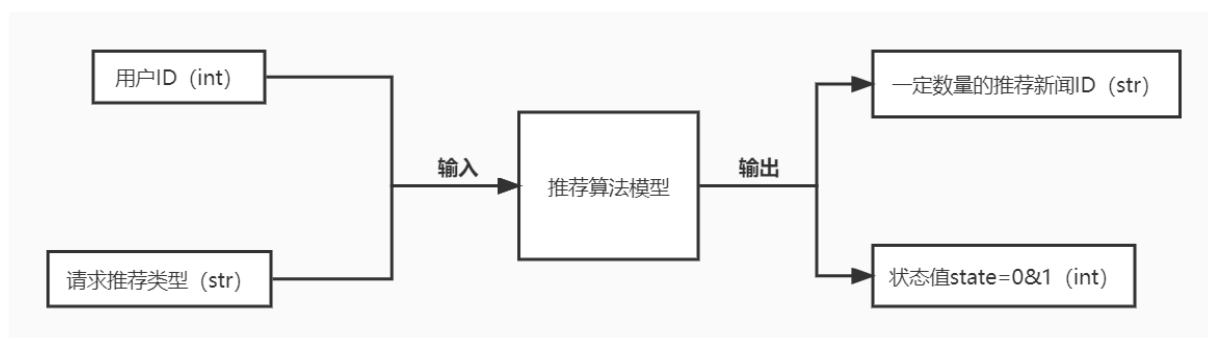 用户ID（int）
一定数量的推荐新闻ID（str）
输入
推荐算法模型
输出
请求推荐类型（str）
状态值state=0&1（int）